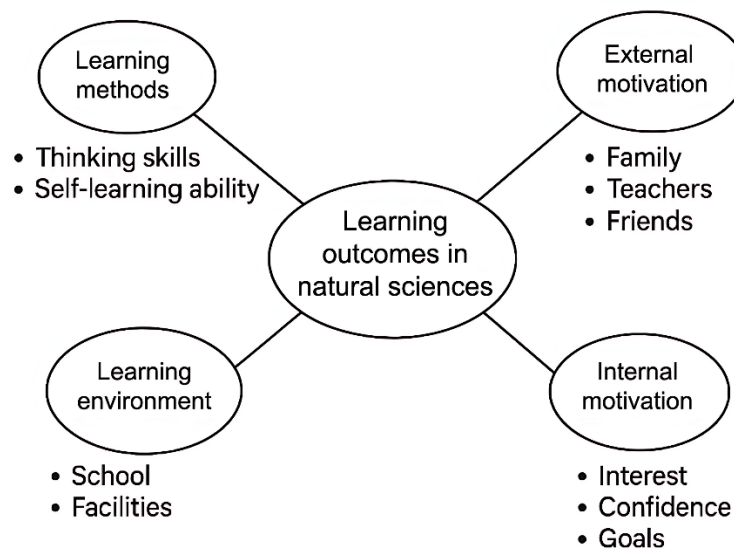 Learning
methods
• Thinking skills
• Self-learning ability
External
motivation
• Family
• Teachers
• Friends
Learning
outcomes in
natural sciences
Learning
environment
• School
• Facilities
Internal
motivation
• Interest
• Confidence
• Goals